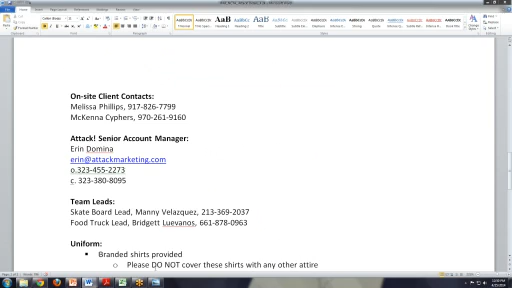 On-site Client Contacts:
Melissa Phillips, 917-826-7799
McKenna Cyphers, 970-261-9160
Attack! Senior Account Manager:
Erin Domina
erin@attackmarketing.com
o.323-455-2273
c. 323-380-8095
Team Leads:
Skate Board Lead, Manny Velazquez, 213-369-2037
Food Truck Lead, Bridgett Luevanos, 661-878-0963
Uniform:
▪ Branded shirts provided
o Please DO NOT cover these shirts with any other attire